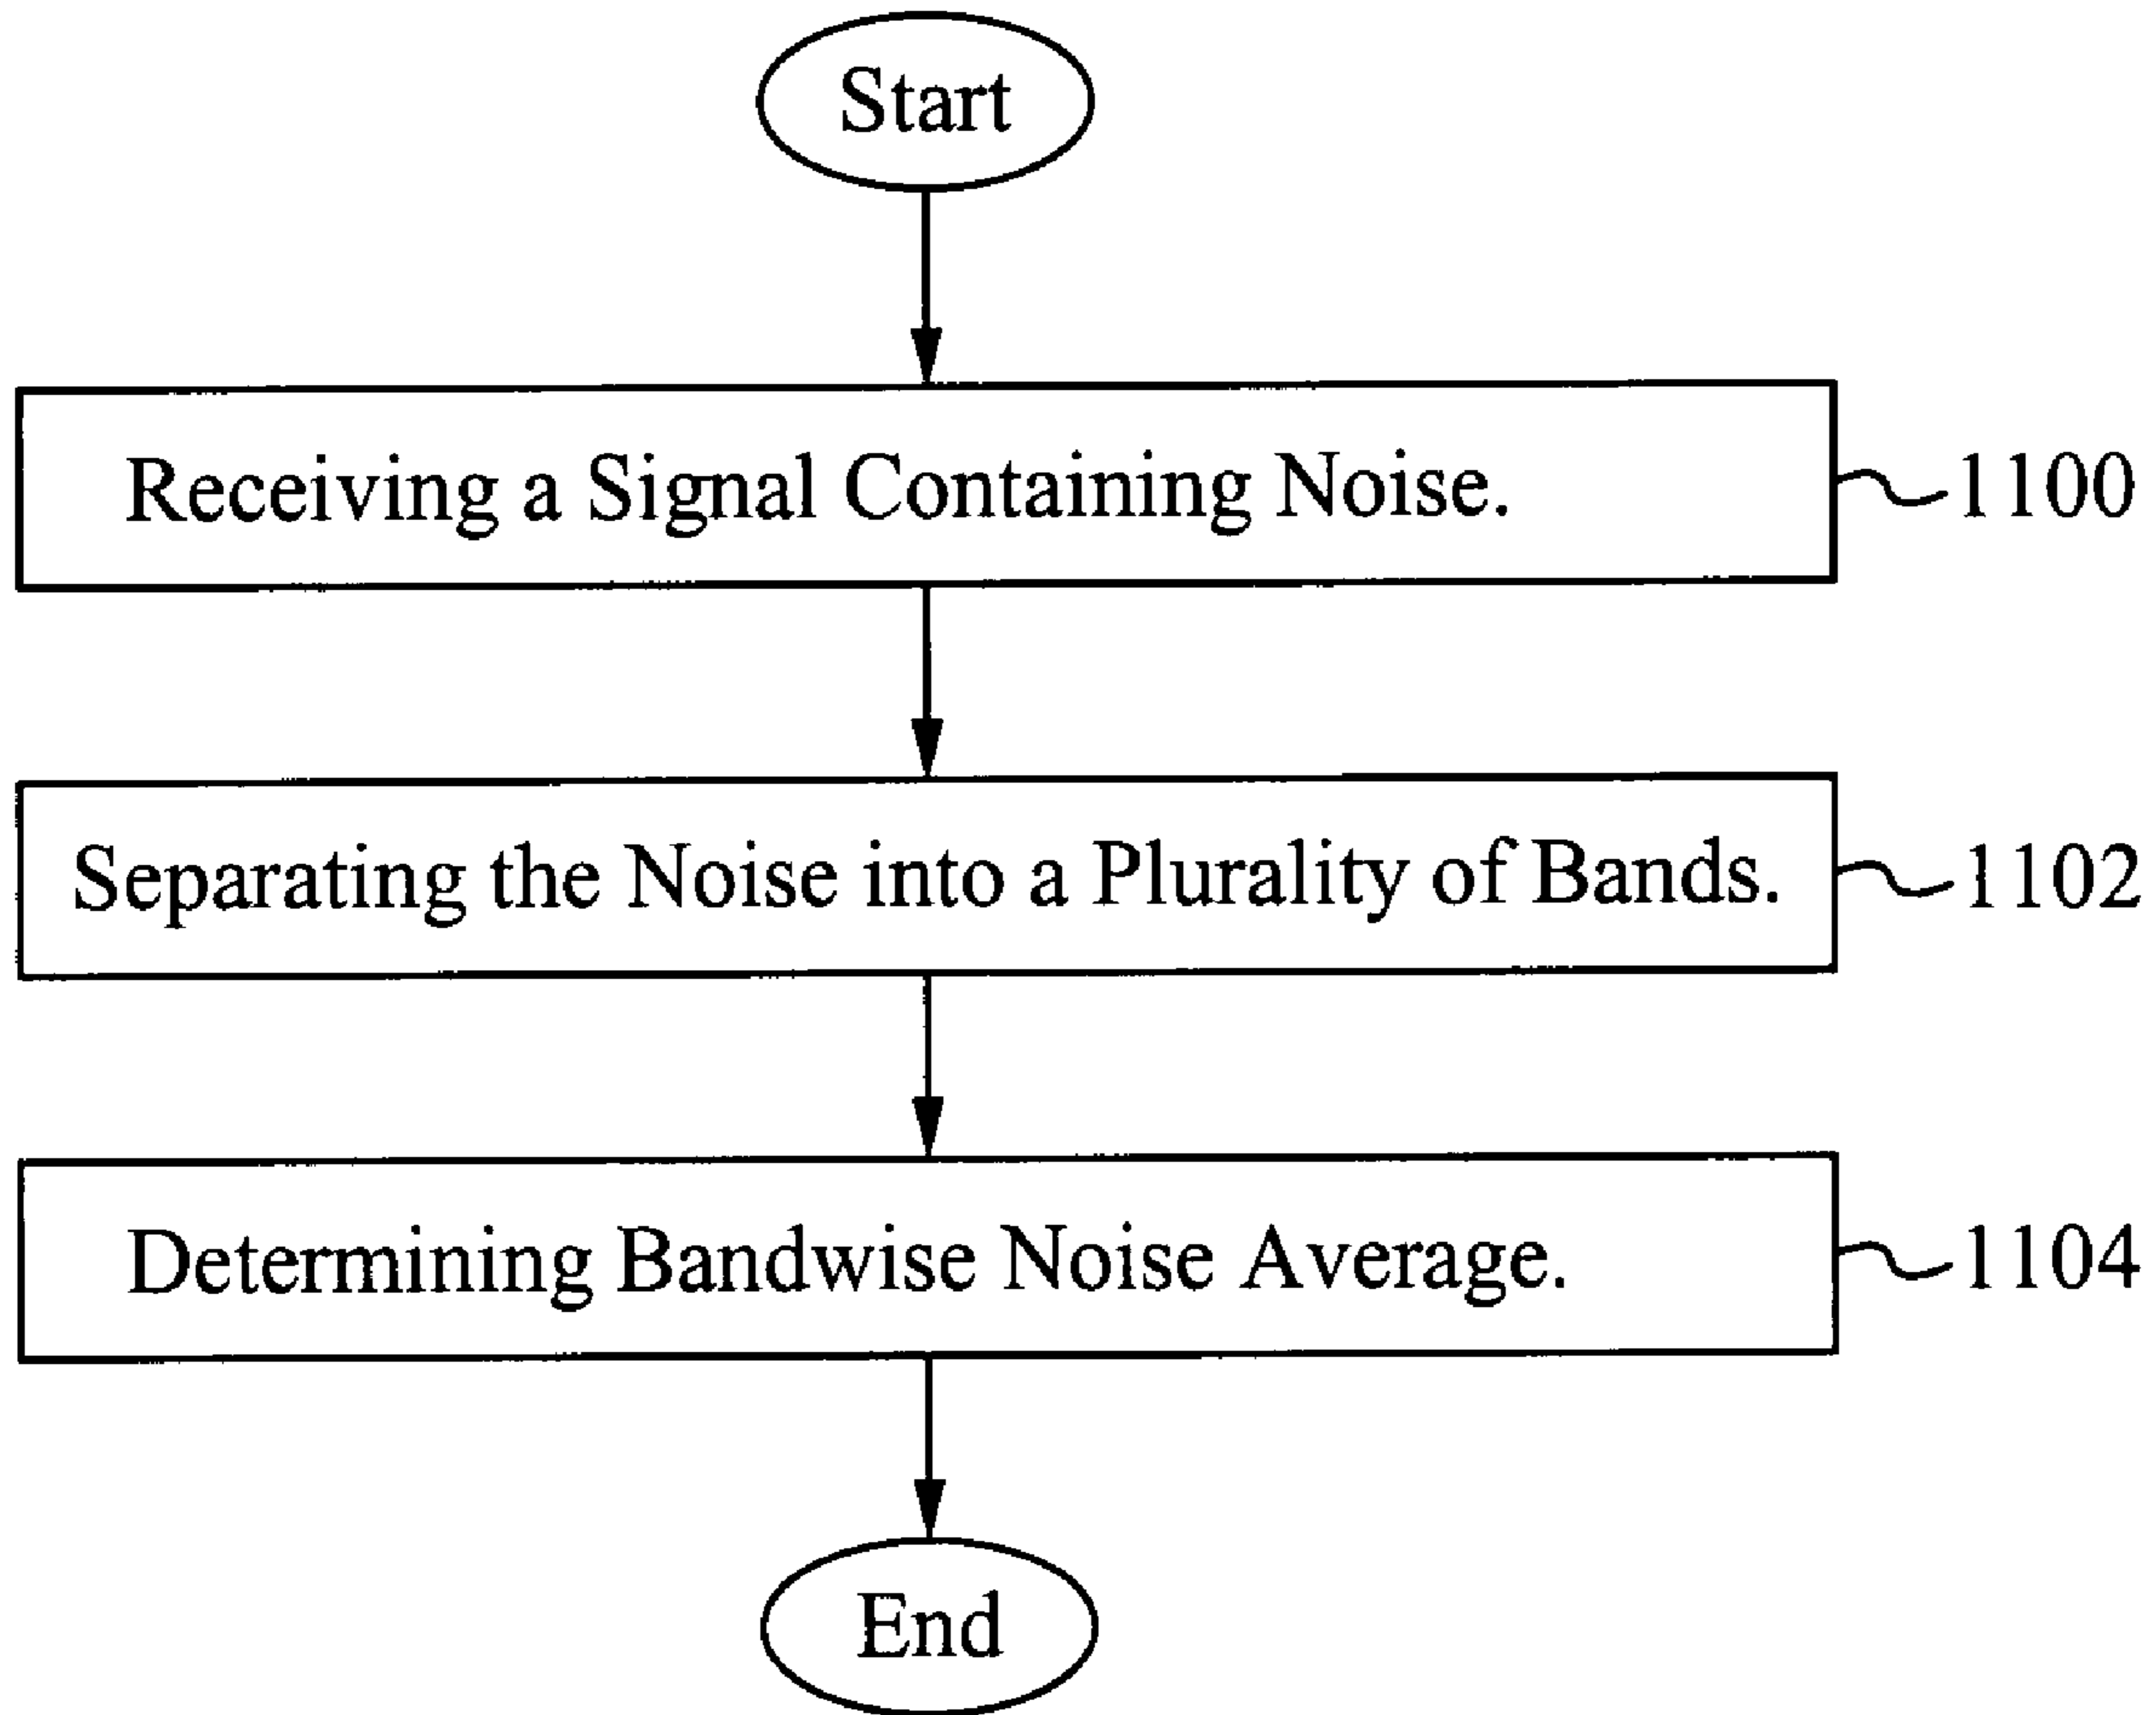 Start
Receiving a Signal Containing Noise.
1100
Separating the Noise into a Plurality of Bands.
1102
Determining Bandwise Noise Average.
1104
End